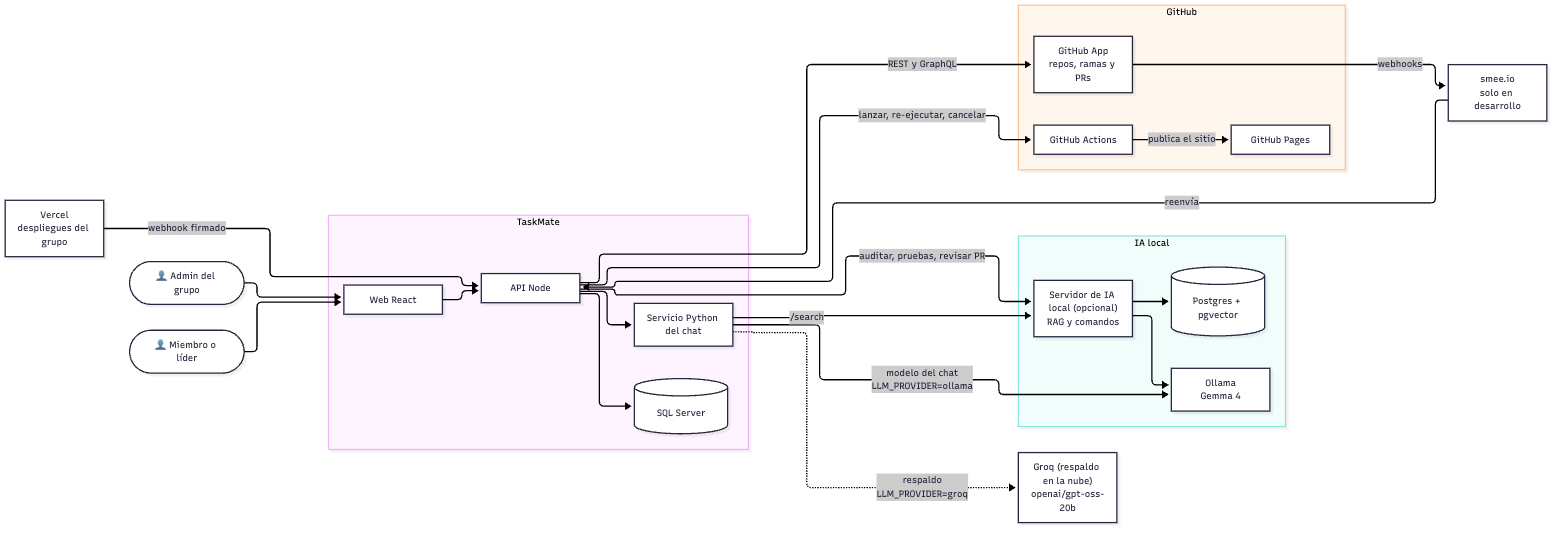 GitHub
GitHub App
repos, ramas y
PRs
REST y GraphQL
webhooks
smee.io
solo en
desarrollo
lanzar, re-ejecutar, cancelar
GitHub Actions
publica el sitio
GitHub Pages
reenvía
Vercel
despliegues del
grupo
webhook firmado
TaskMate
Admin del
grupo
Miembro o
líder
Web React
API Node
Servicio Python
del chat
SQL Server
IA local
auditar, pruebas, revisar PR
Servidor de IA
local (opcional)
RAG y comandos
Postgres +
pgvector
/search
modelo del chat
LLM_PROVIDER=ollama
Ollama
Gemma 4
respaldo
LLM_PROVIDER=groq
Groq (respaldo
en la nube)
openai/gpt-oss-
20b